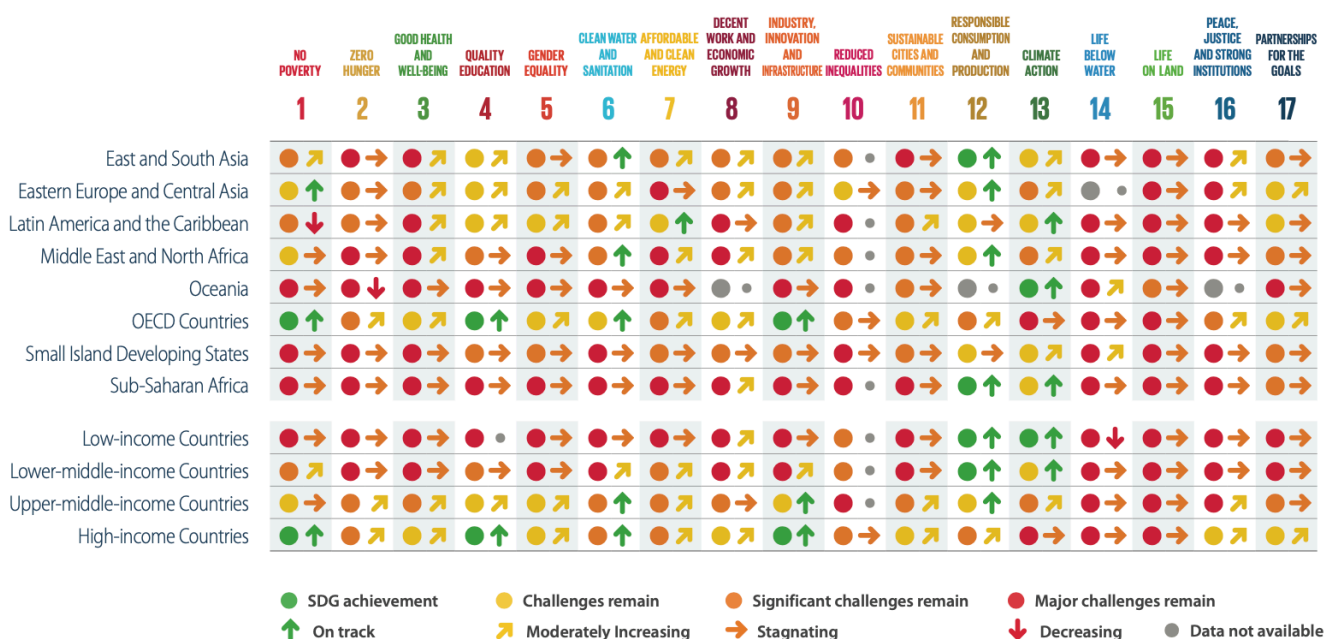 NO
POVERTY
ZERO
HUNGER
GOOD HEALTH
AND
WELL-BEING
QUALITY
EDUCATION
GENDER
EQUALITY
CLEAN WATER
AND
SANITATION
AFFORDABLE
AND CLEAN
ENERGY
DECENT
WORK AND
ECONOMIC
GROWTH
INDUSTRY,
INNOVATION
AND
INFRASTRUCTURE
REDUCED
INEQUALITIES
SUSTAINABLE
CITIES AND
COMMUNITIES
RESPONSIBLE
CONSUMPTION
AND
PRODUCTION
CLIMATE
ACTION
LIFE
BELOW
WATER
LIFE
ON LAND
PEACE,
JUSTICE
AND STRONG
INSTITUTIONS
PARTNERSHIPS
FOR THE
GOALS
1 2 3 4 5 6 7 8 9 10 11 12 13 14 15 16 17
East and South Asia
Eastern Europe and Central Asia
Latin America and the Caribbean
Middle East and North Africa
Oceania
OECD Countries
Small Island Developing States
Sub-Saharan Africa
Low-income Countries
Lower-middle-income Countries
Upper-middle-income Countries
High-income Countries
SDG achievement Challenges remain Significant challenges remain Major challenges remain
On track Moderately Increasing Stagnating Decreasing Data not available